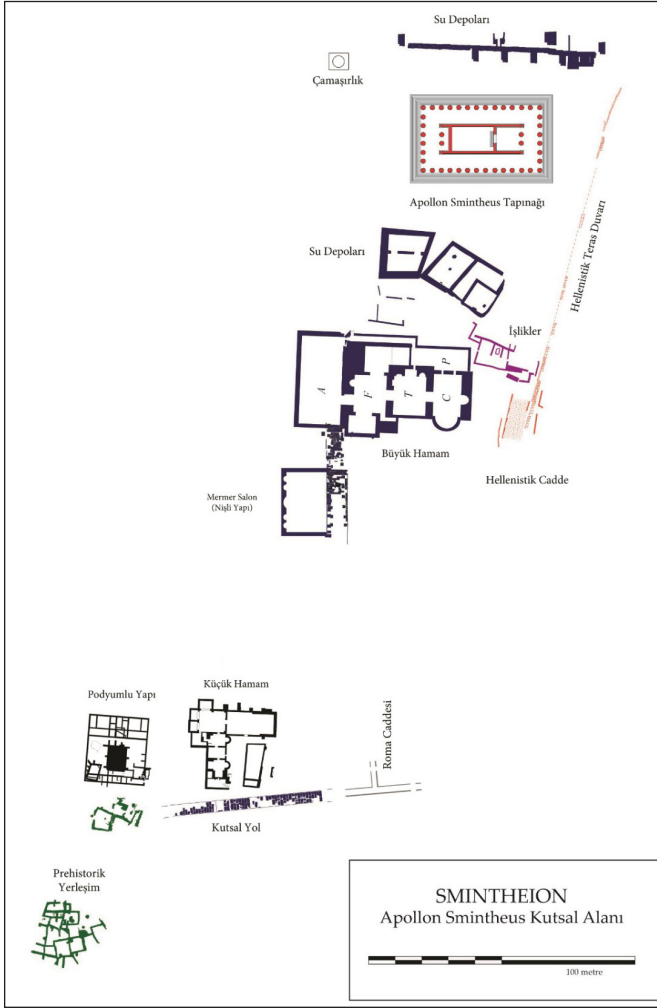 Su Depoları
Çamaşırlık
Apollon Smintheus Tapınağı
Hellenistik Teras Duvarı
Su Depoları
İşlikler
A
F
T
C
P
Büyük Hamam
Hellenistik Cadde
Mermer Salon
(Nişli Yapı)
Podyumlu Yapı
Küçük Hamam
Roma Caddesi
Kutsal Yol
Prehistorik
Yerleşim
SMINTHEION
Apollon Smintheus Kutsal Alanı
100 metre